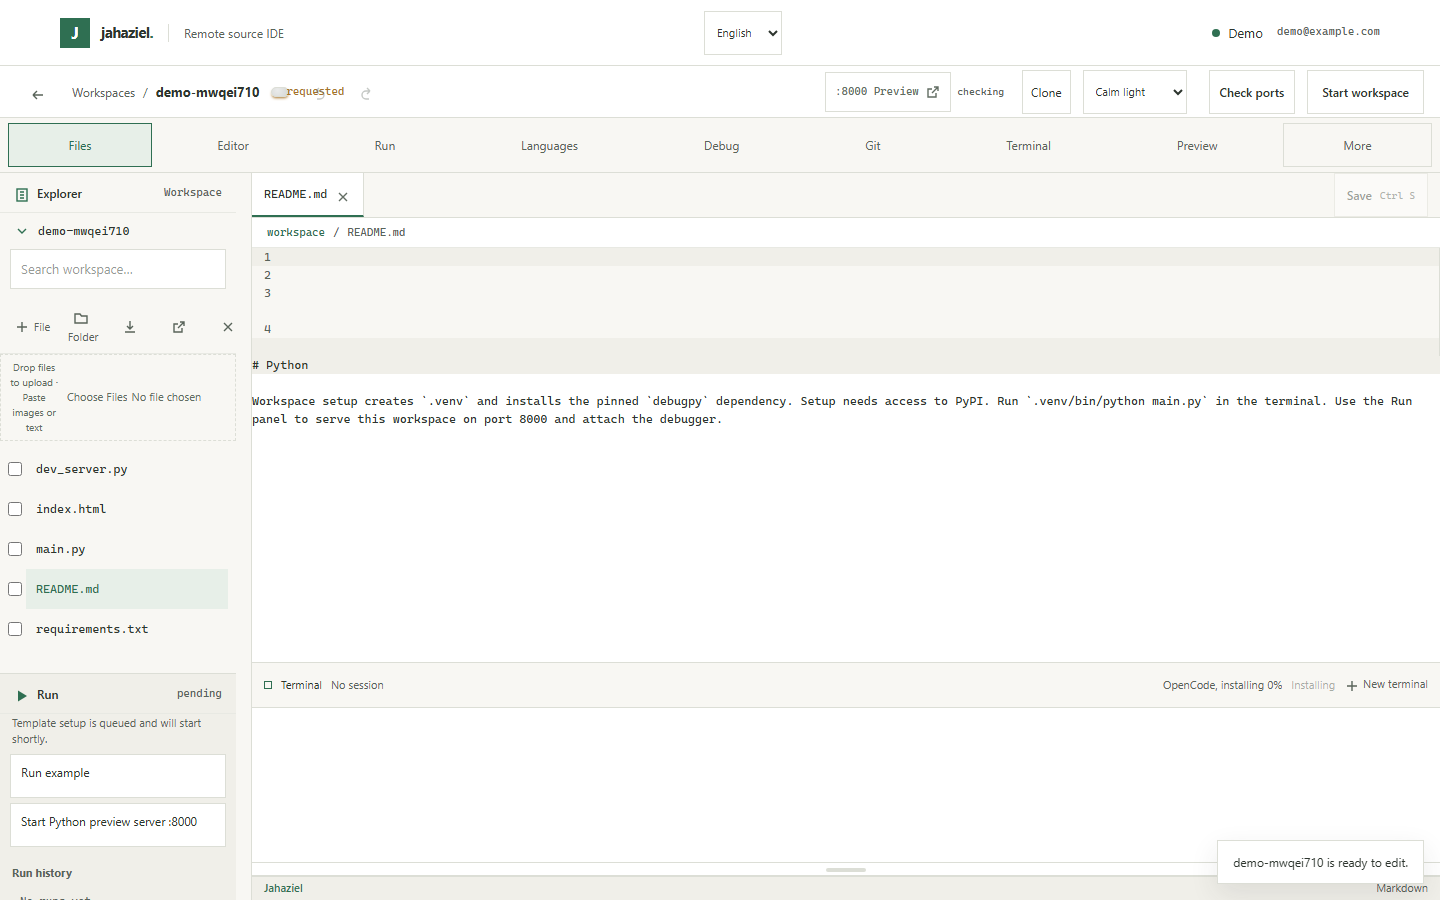 J jahaziel. Remote source IDE English Demo demo@example.com
Workspaces / demo-mwqei710 requested :8000 Preview checking Clone Calm light Check ports Start workspace
Files Editor Run Languages Debug Git Terminal Preview More
Explorer Workspace
demo-mwqei710
Search workspace...
+ File
Folder
Drop files
to upload ·
Paste
images or
text
Choose Files No file chosen
dev_server.py
index.html
main.py
README.md
requirements.txt
Run pending
Template setup is queued and will start
shortly.
Run example
Start Python preview server :8000
Run history
README.md
Save Ctrl S
workspace / README.md
1
2
3
4
# Python
Workspace setup creates `.venv` and installs the pinned `debugpy` dependency. Setup needs access to PyPI. Run `.venv/bin/python main.py` in the terminal. Use the Run
panel to serve this workspace on port 8000 and attach the debugger.
Terminal No session OpenCode, installing 0% Installing + New terminal
demo-mwqei710 is ready to edit.
Jahaziel Markdown